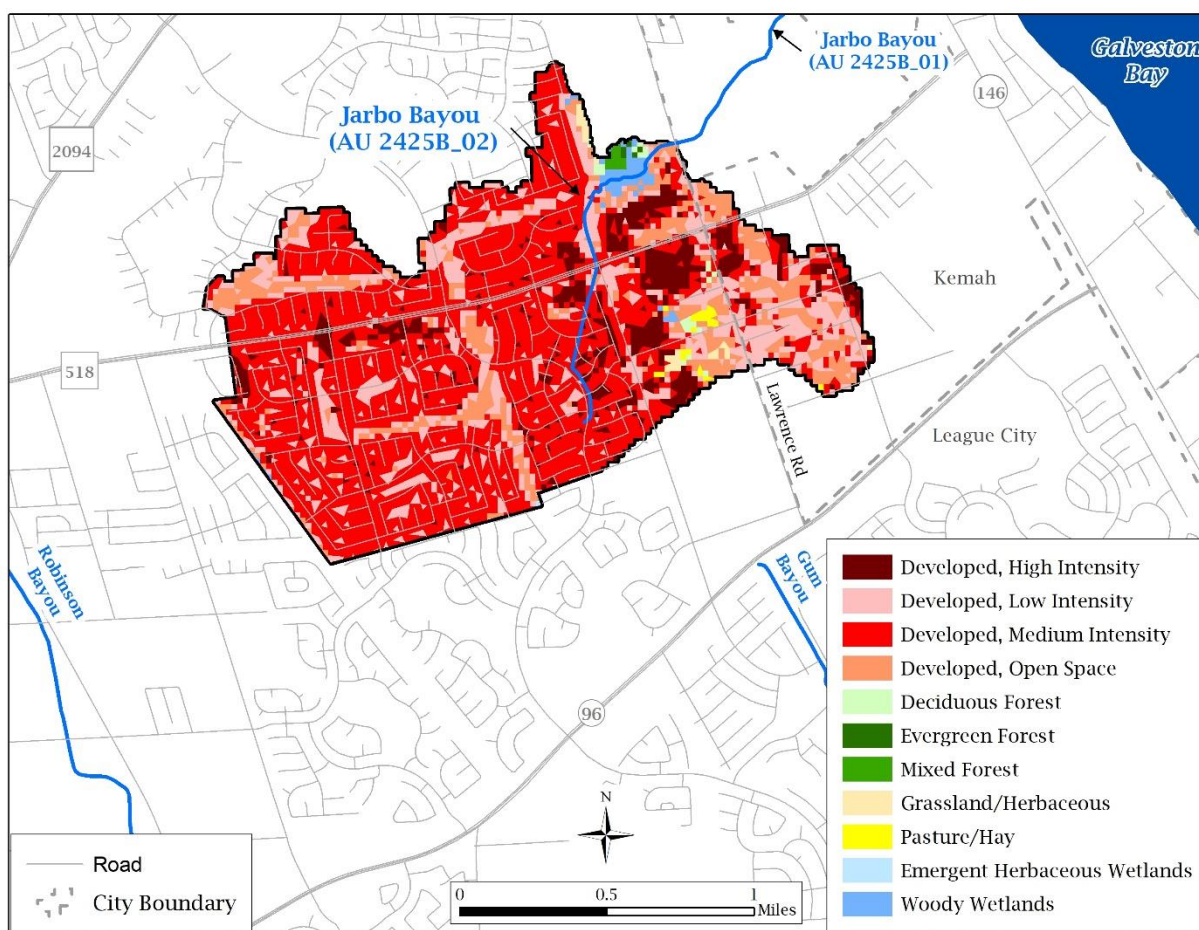 Jarbo Bayou
(AU 2425B_01)
Galveston
Bay
146
Jarbo Bayou
(AU 2425B_02)
2094
Kemah
518
Lawrence Rd
League City
Robinson
Bayou
Gum
Bayou
96
N
Developed, High Intensity
Developed, Low Intensity
Developed, Medium Intensity
Developed, Open Space
Deciduous Forest
Evergreen Forest
Mixed Forest
Grassland/Herbaceous
Pasture/Hay
Emergent Herbaceous Wetlands
Woody Wetlands
Road
City Boundary
0 0.5 1
Miles